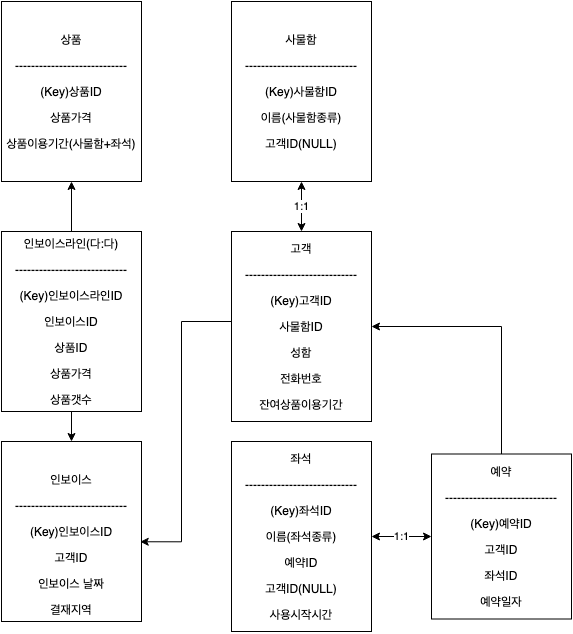 상품
----------------------------
(Key)상품ID
상품가격
상품이용기간(사물함+좌석)
사물함
----------------------------
(Key)사물함ID
이름(사물함종류)
고객ID(NULL)
1:1
인보이스라인(다:다)
----------------------------
(Key)인보이스라인ID
인보이스ID
상품ID
상품가격
상품갯수
고객
----------------------------
(Key)고객ID
사물함ID
성함
전화번호
잔여상품이용기간
인보이스
----------------------------
(Key)인보이스ID
고객ID
인보이스 날짜
결재지역
좌석
----------------------------
(Key)좌석ID
이름(좌석종류)
예약ID
고객ID(NULL)
사용시작시간
1:1
예약
----------------------------
(Key)예약ID
고객ID
좌석ID
예약일자